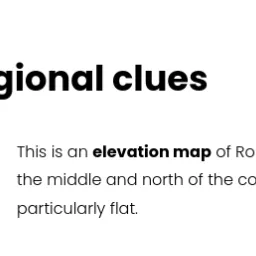 gional clues
This is an elevation map of Ro
the middle and north of the co
particularly flat.